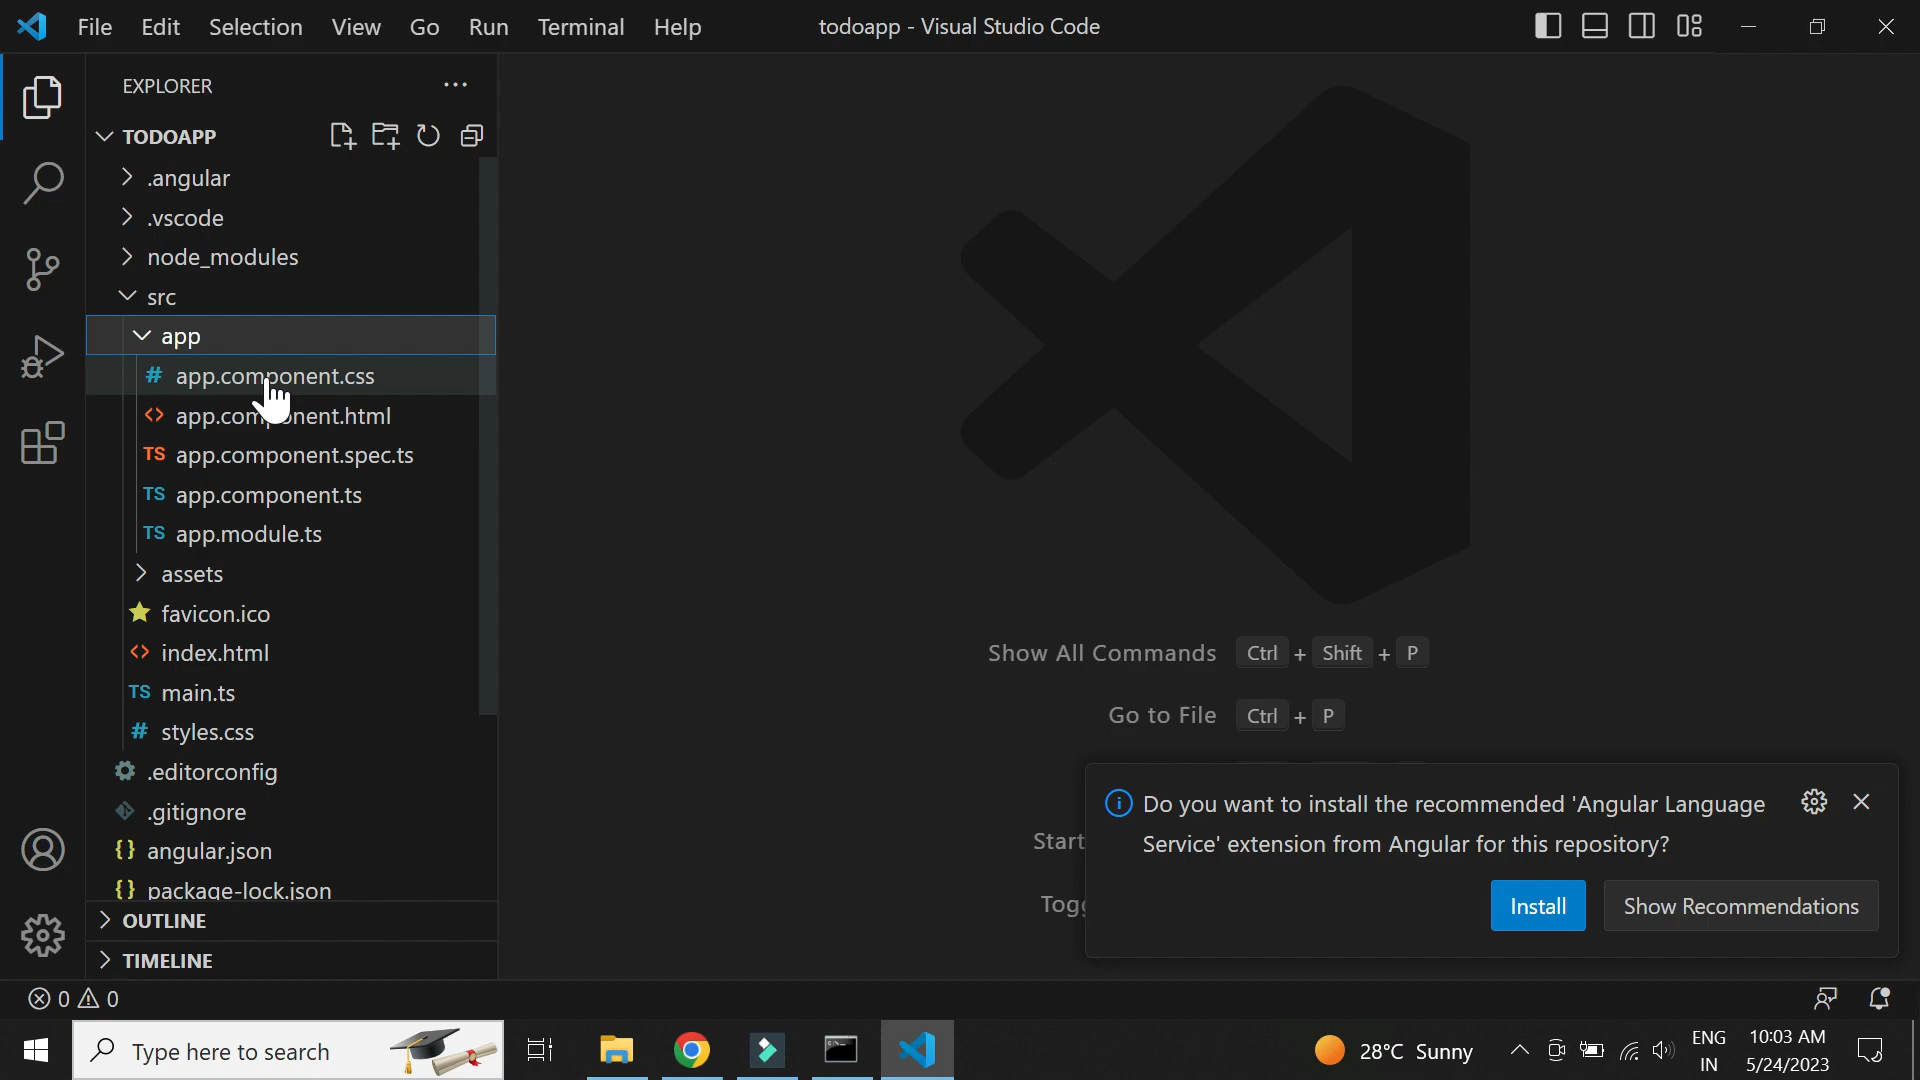 File Edit Selection View Go Run Terminal Help todoapp - Visual Studio Code
EXPLORER
TODOAPP
.angular
.vscode
node_modules
src
app
# app.component.css
<> app.component.html
TS app.component.spec.ts
TS app.component.ts
TS app.module.ts
assets
favicon.ico
<> index.html
TS main.ts
# styles.css
.editorconfig
.gitignore
{} angular.json
{} package-lock.json
OUTLINE
TIMELINE
Show All Commands Ctrl + Shift + P
Go to File Ctrl + P
Start
Togg
Do you want to install the recommended 'Angular Language
Service' extension from Angular for this repository?
Install Show Recommendations
0 0
Type here to search
28°C Sunny
ENG
IN
10:03 AM
5/24/2023